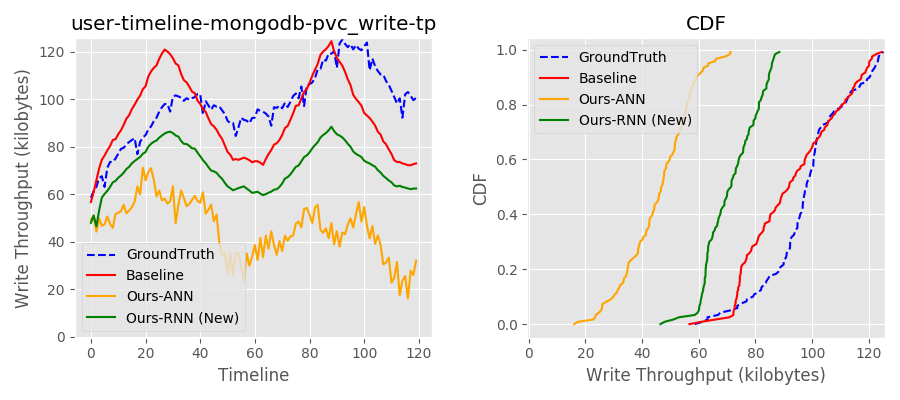 user-timeline-mongodb-pvc_write-tp
Write Throughput (kilobytes)
120
100
80
60
40
20
0
GroundTruth
Baseline
Ours-ANN
Ours-RNN (New)
0 20 40 60 80 100 120
Timeline
CDF
CDF
1.0
0.8
0.6
0.4
0.2
0.0
GroundTruth
Baseline
Ours-ANN
Ours-RNN (New)
0 20 40 60 80 100 120
Write Throughput (kilobytes)